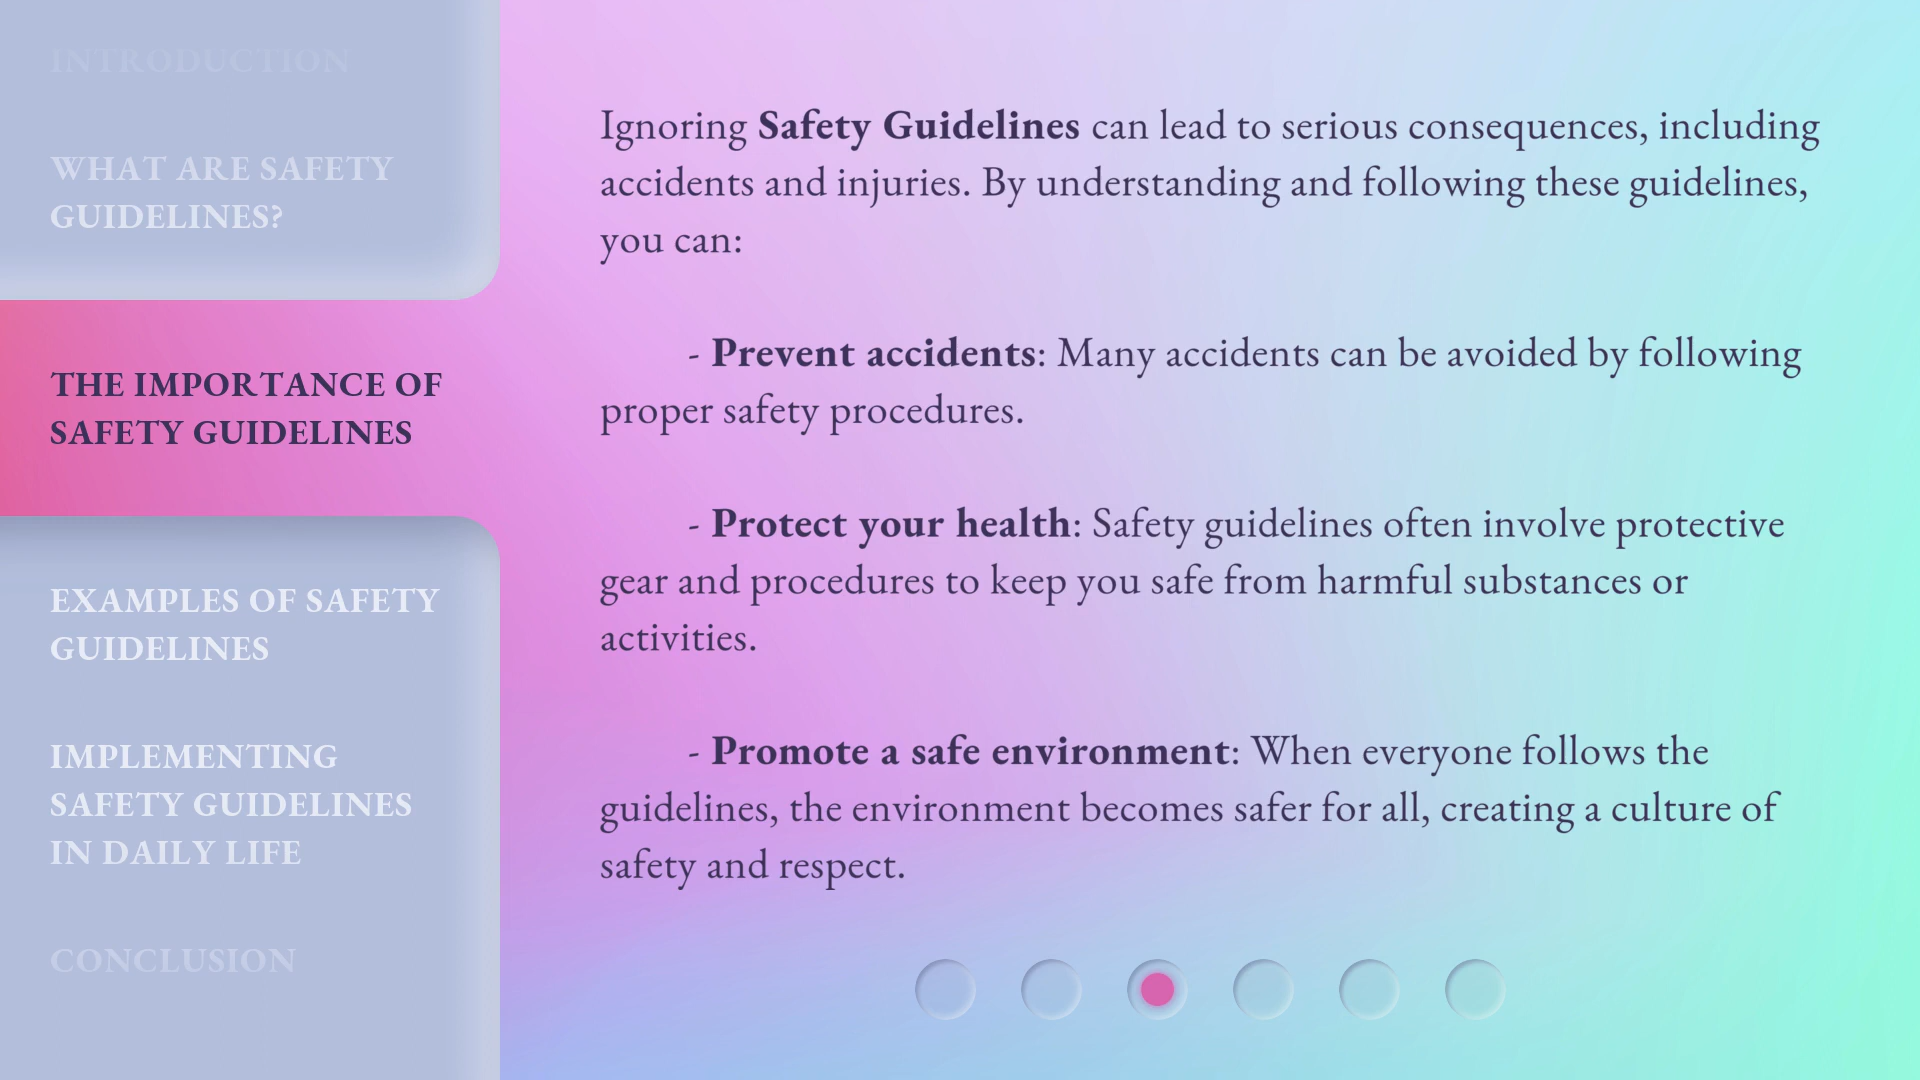 INTRODUCTION
WHAT ARE SAFETY
GUIDELINES?
THE IMPORTANCE OF
SAFETY GUIDELINES
EXAMPLES OF SAFETY
GUIDELINES
IMPLEMENTING
SAFETY GUIDELINES
IN DAILY LIFE
CONCLUSION
Ignoring Safety Guidelines can lead to serious consequences, including
accidents and injuries. By understanding and following these guidelines,
you can:
- Prevent accidents: Many accidents can be avoided by following
proper safety procedures.
- Protect your health: Safety guidelines often involve protective
gear and procedures to keep you safe from harmful substances or
activities.
- Promote a safe environment: When everyone follows the
guidelines, the environment becomes safer for all, creating a culture of
safety and respect.